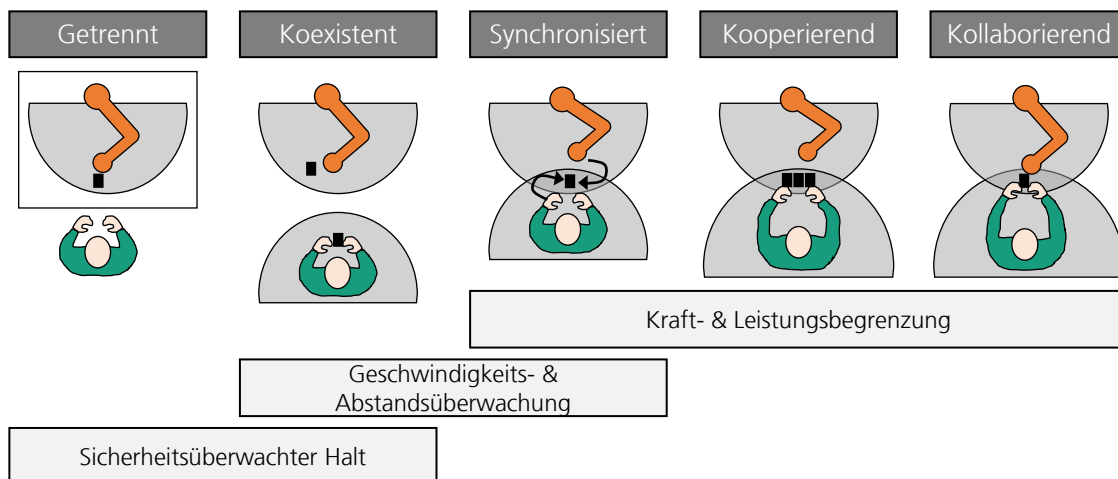 Getrennt
Koexistent
Synchronisiert
Kooperierend
Kollaborierend
Kraft- & Leistungsbegrenzung
Geschwindigkeits- &
Abstandsüberwachung
Sicherheitsüberwachter Halt